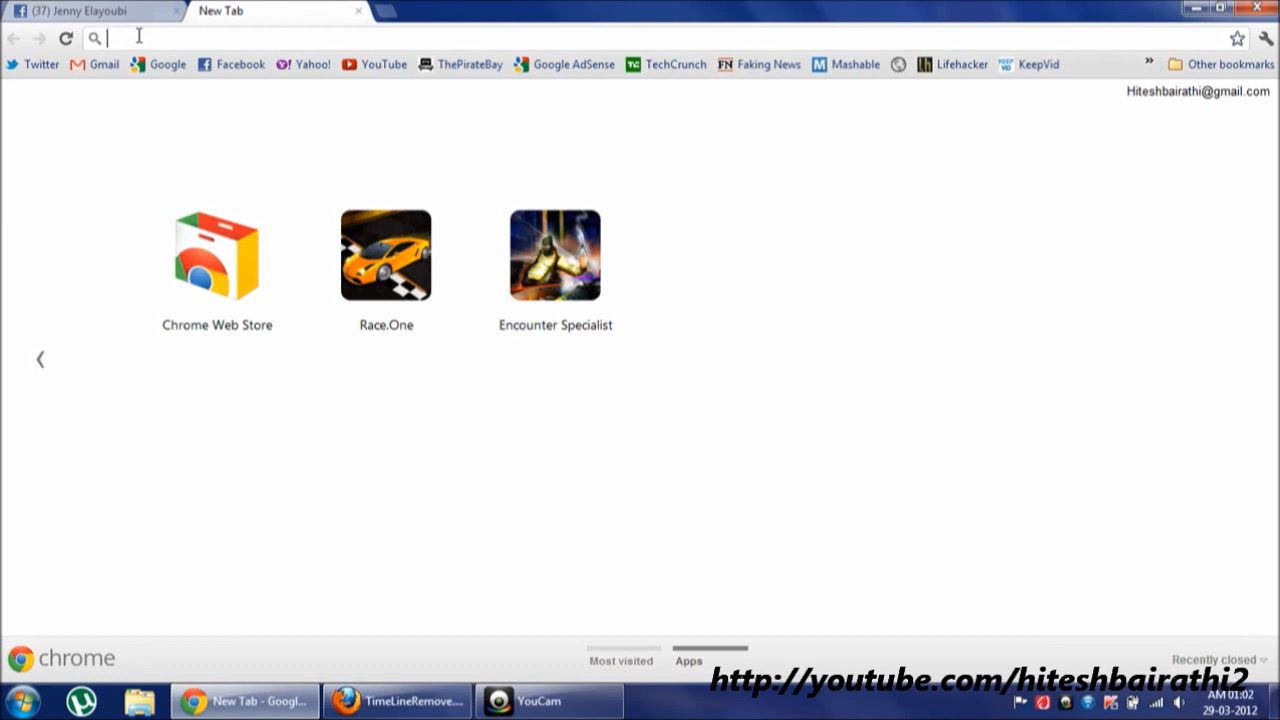 (37) Jenny Elayoubi
New Tab
Twitter Gmail Google Facebook Yahoo! YouTube ThePirateBay Google AdSense TechCrunch Faking News Mashable Lifehacker KeepVid » Other bookmarks
Hiteshbairathi@gmail.com
Chrome Web Store
Race.One
Encounter Specialist
chrome
Most visited
Apps
Recently closed
http://youtube.com/hiteshbairathi2
New Tab - Googl...
TimeLineRemove....
YouCam
AM 01:02
29-03-2012